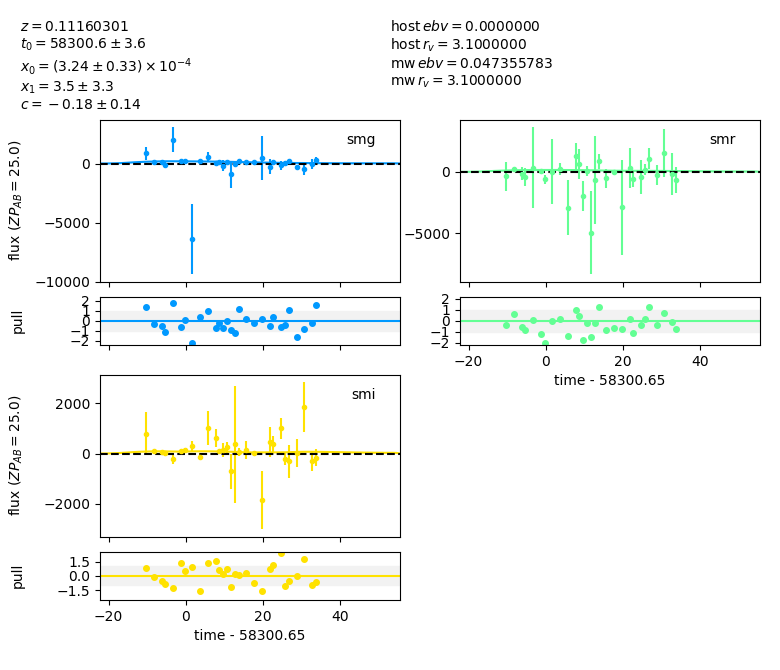 z = 0.11160301
t0 = 58300.6 ± 3.6
x0 = (3.24 ± 0.33) × 10^−4
x1 = 3.5 ± 3.3
c = −0.18 ± 0.14
host ebv = 0.0000000
host rv = 3.1000000
mw ebv = 0.047355783
mw rv = 3.1000000
smg
flux (ZP_AB = 25.0)
0
−5000
−10000
pull
2
1
0
−1
−2
smr
0
−5000
2
1
0
−1
−2
−20
0
20
40
time - 58300.65
smi
flux (ZP_AB = 25.0)
2000
0
−2000
pull
1.5
0.0
−1.5
−20
0
20
40
time - 58300.65